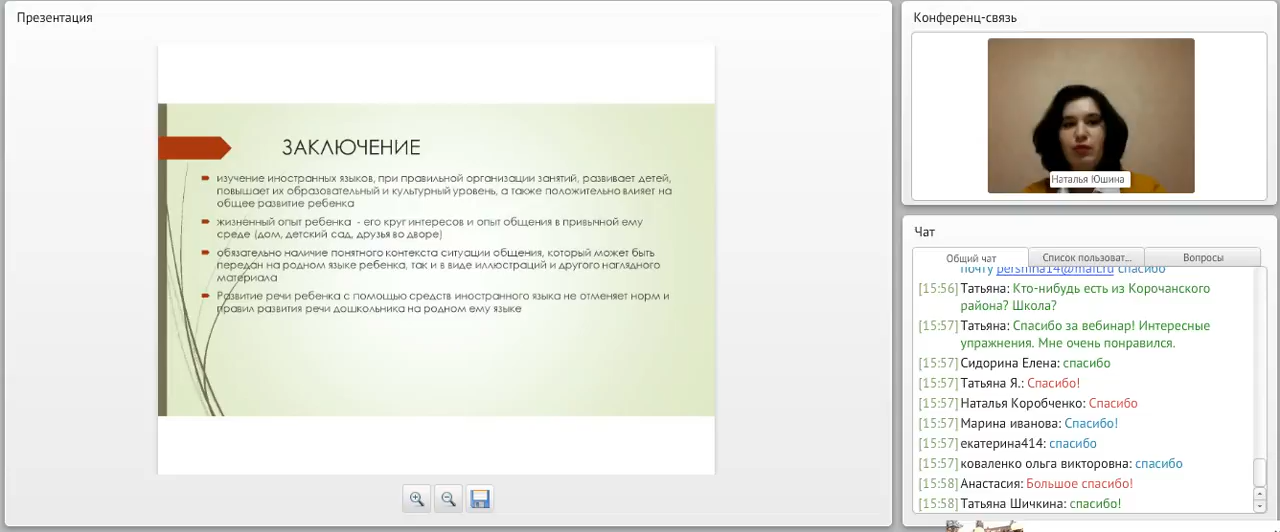 Презентация
ЗАКЛЮЧЕНИЕ
изучение иностранных языков, при правильной организации занятий, развивает детей,
повышает их образовательный и культурный уровень, а также положительно влияет на
общее развитие ребенка
жизненный опыт ребенка - его круг интересов и опыт общения в привычной ему
среде (дом, детский сад, друзья во дворе)
обязательно наличие понятного контекста ситуации общения, который может быть
передан на родном языке ребенка, так и в виде иллюстраций и другого наглядного
материала
Развитие речи ребенка с помощью средств иностранного языка не отменяет норм и
правил развития речи дошкольника на родном ему языке
Конференц-связь
Наталья Юшина
Чат
Общий чат
Список пользоват...
Вопросы
почту pershina14@mail.ru спасибо
[15:56] Татьяна: Кто-нибудь есть из Корочанского
района? Школа?
[15:57] Татьяна: Спасибо за вебинар! Интересные
упражнения. Мне очень понравился.
[15:57] Сидорина Елена: спасибо
[15:57] Татьяна Я.: Спасибо!
[15:57] Наталья Коробченко: Спасибо
[15:57] Марина иванова: Спасибо!
[15:57] екатерина414: спасибо
[15:57] коваленко ольга викторовна: спасибо
[15:58] Анастасия: Большое спасибо!
[15:58] Татьяна Шичкина: спасибо!